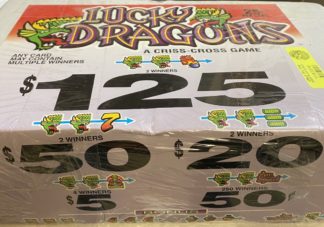 LUCKY
DRAGONS
A CRISS-CROSS GAME
ANY CARD
MAY CONTAIN
MULTIPLE WINNERS
2 WINNERS
$125
7
2 WINNERS
2 WINNERS
$50
$20
4 WINNERS
250 WINNERS
$5
50¢